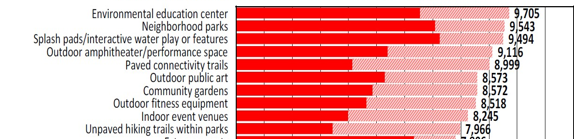 Environmental education center 9,705
Neighborhood parks 9,543
Splash pads/interactive water play or features 9,494
Outdoor amphitheater/performance space 9,116
Paved connectivity trails 8,999
Outdoor public art 8,573
Community gardens 8,572
Outdoor fitness equipment 8,518
Indoor event venues 8,245
Unpaved hiking trails within parks 7,966